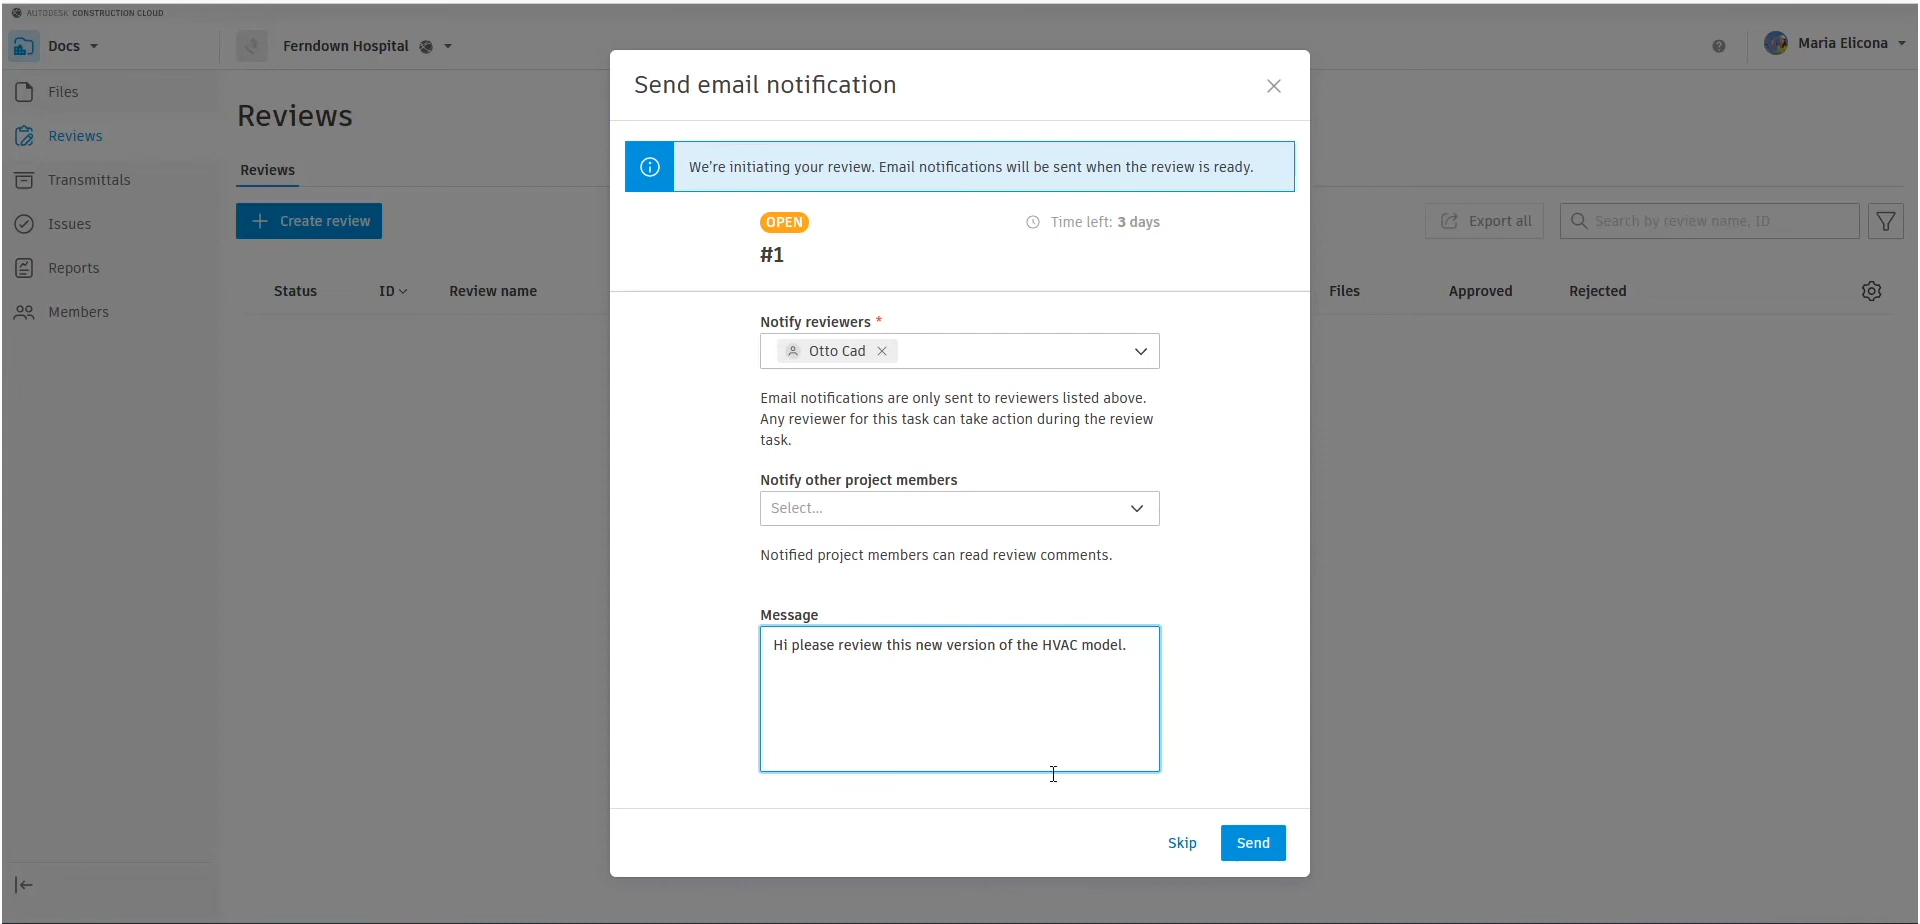 AUTODESK CONSTRUCTION CLOUD
Docs
Ferndown Hospital
Maria Elicona
Files
Reviews
Transmittals
Issues
Reports
Members
Reviews
Reviews
Create review
Export all
Search by review name, ID
Status
ID
Review name
Files
Approved
Rejected
Send email notification
We're initiating your review. Email notifications will be sent when the review is ready.
OPEN
Time left: 3 days
#1
Notify reviewers *
Otto Cad
Email notifications are only sent to reviewers listed above.
Any reviewer for this task can take action during the review
task.
Notify other project members
Select...
Notified project members can read review comments.
Message
Hi please review this new version of the HVAC model.
Skip
Send